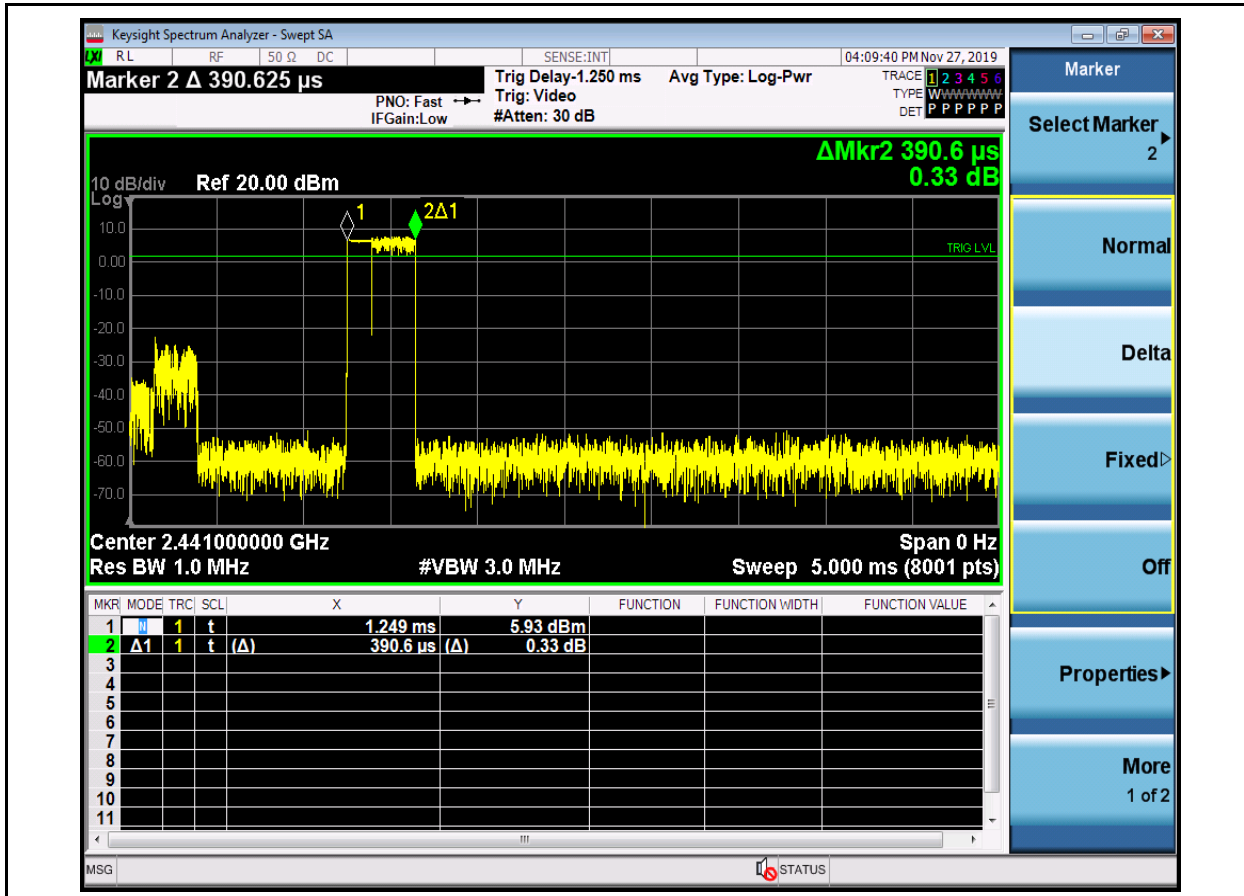 Keysight Spectrum Analyzer - Swept SA
LXI RL RF 50 Ω DC SENSE:INT 04:09:40 PM Nov 27, 2019
Marker 2 Δ 390.625 µs
PNO: Fast
IFGain:Low
Trig Delay-1.250 ms
Trig: Video
#Atten: 30 dB
Avg Type: Log-Pwr
TRACE 1 2 3 4 5 6
TYPE W W W W W W
DET P P P P P P
ΔMkr2 390.6 µs
0.33 dB
10 dB/div Ref 20.00 dBm
Log
1
2Δ1
10.0
TRIG LVL
0.00
-10.0
-20.0
-30.0
-40.0
-50.0
-60.0
-70.0
Center 2.441000000 GHz Span 0 Hz
Res BW 1.0 MHz #VBW 3.0 MHz Sweep 5.000 ms (8001 pts)
MKR MODE TRC SCL X Y FUNCTION FUNCTION WIDTH FUNCTION VALUE
1 N 1 t 1.249 ms 5.93 dBm
2 Δ1 1 t (Δ) 390.6 µs (Δ) 0.33 dB
3
4
5
6
7
8
9
10
11
MSG STATUS
Marker
Select Marker
2
Normal
Delta
Fixed
Off
Properties
More
1 of 2